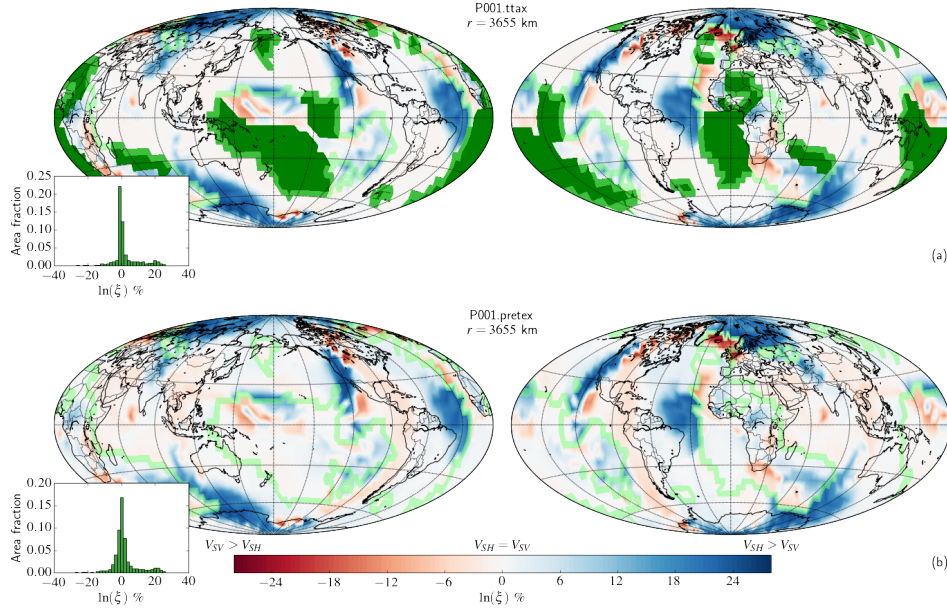 P001.ttax
r = 3655 km
0.25
0.20
0.15
0.10
0.05
0.00
Area fraction
−40 −20 0 20 40
ln(ξ) %
(a)
P001.pretex
r = 3655 km
0.20
0.15
0.10
0.05
0.00
Area fraction
−40 −20 0 20 40
ln(ξ) %
V_SV > V_SH V_SH = V_SV V_SH > V_SV
−24 −18 −12 −6 0 6 12 18 24
ln(ξ) %
(b)